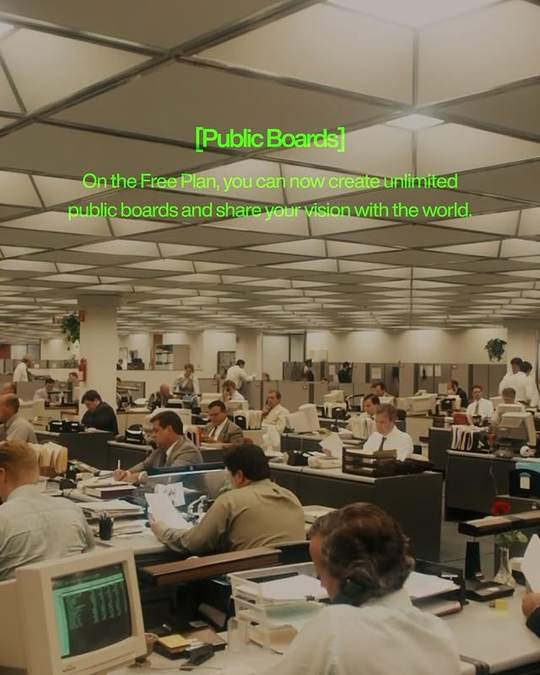 [Public Boards]
On the Free Plan, you can now create unlimited
public boards and share your vision with the world.